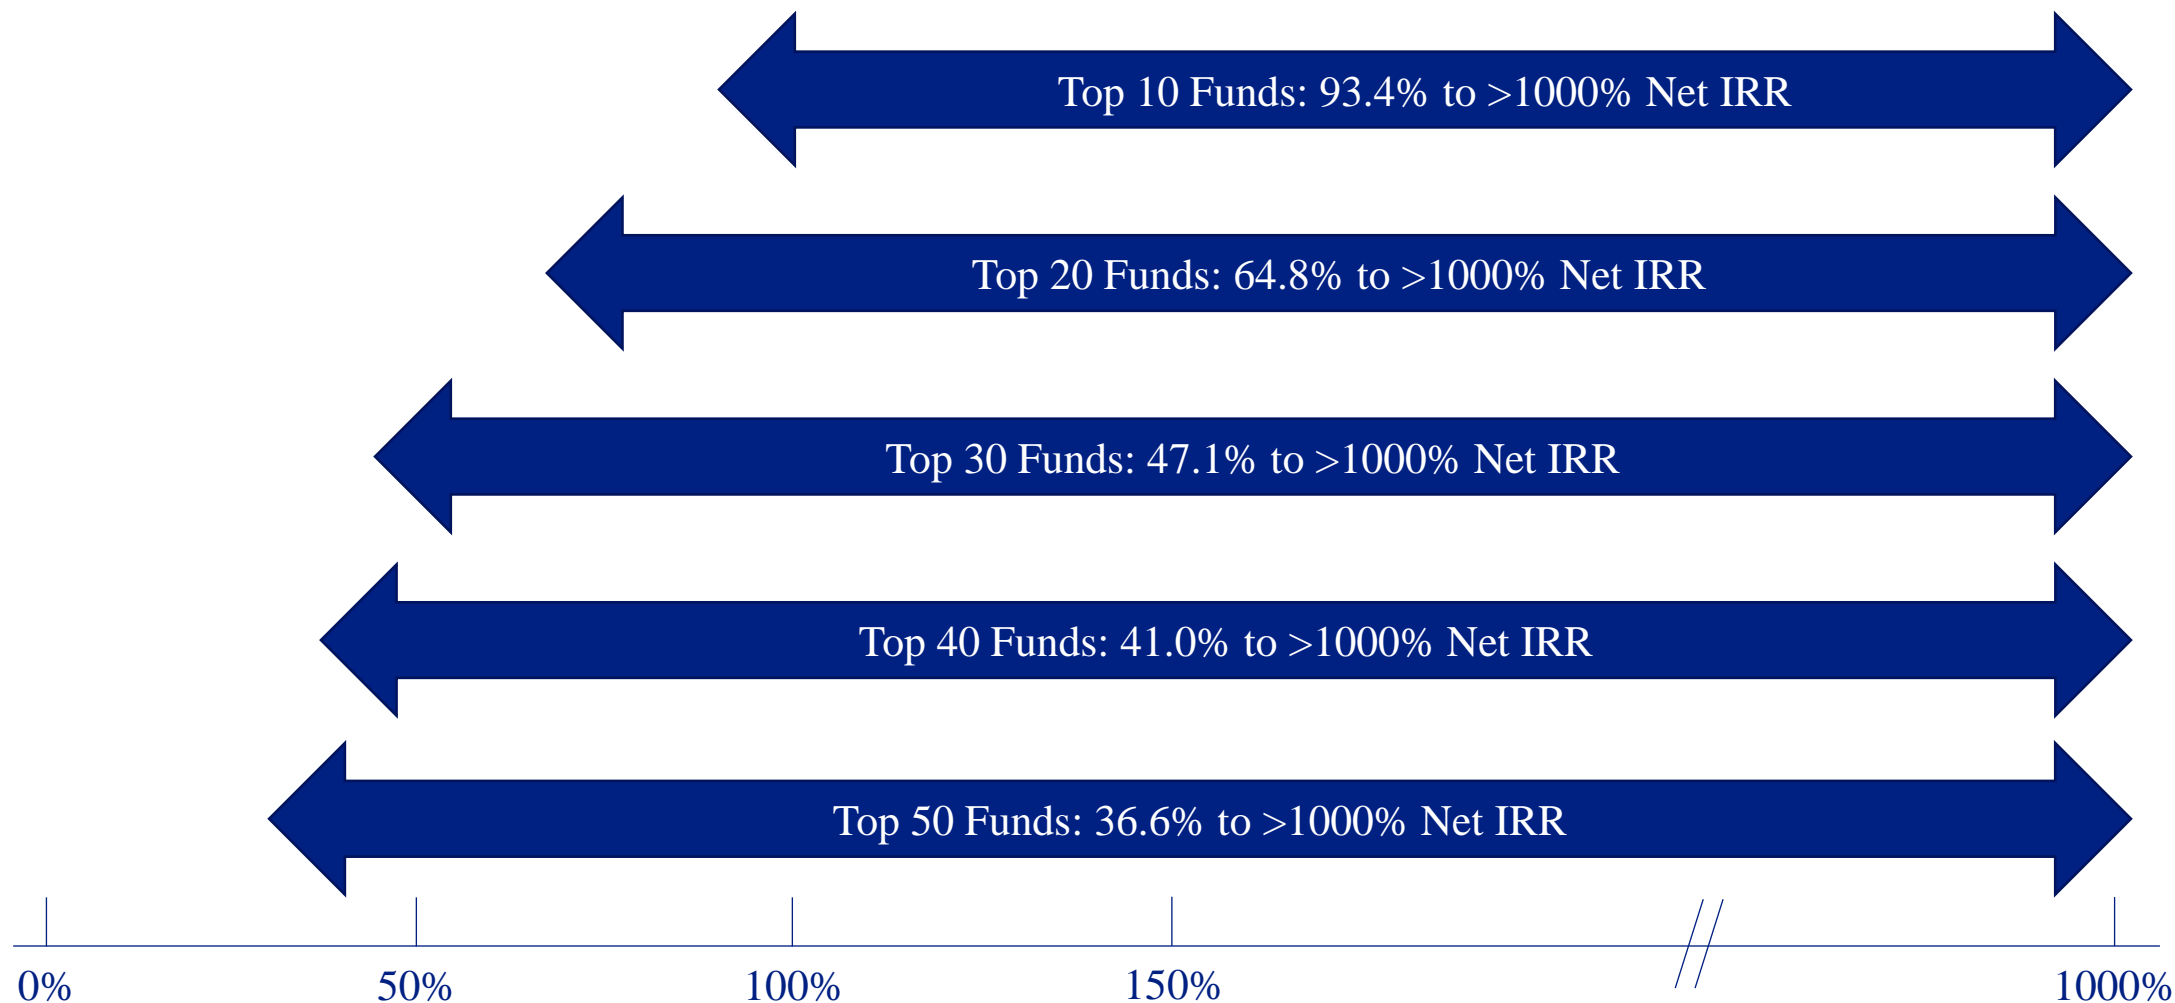 Top 10 Funds: 93.4% to >1000% Net IRR
Top 20 Funds: 64.8% to >1000% Net IRR
Top 30 Funds: 47.1% to >1000% Net IRR
Top 40 Funds: 41.0% to >1000% Net IRR
Top 50 Funds: 36.6% to >1000% Net IRR
0% 50% 100% 150% 1000%